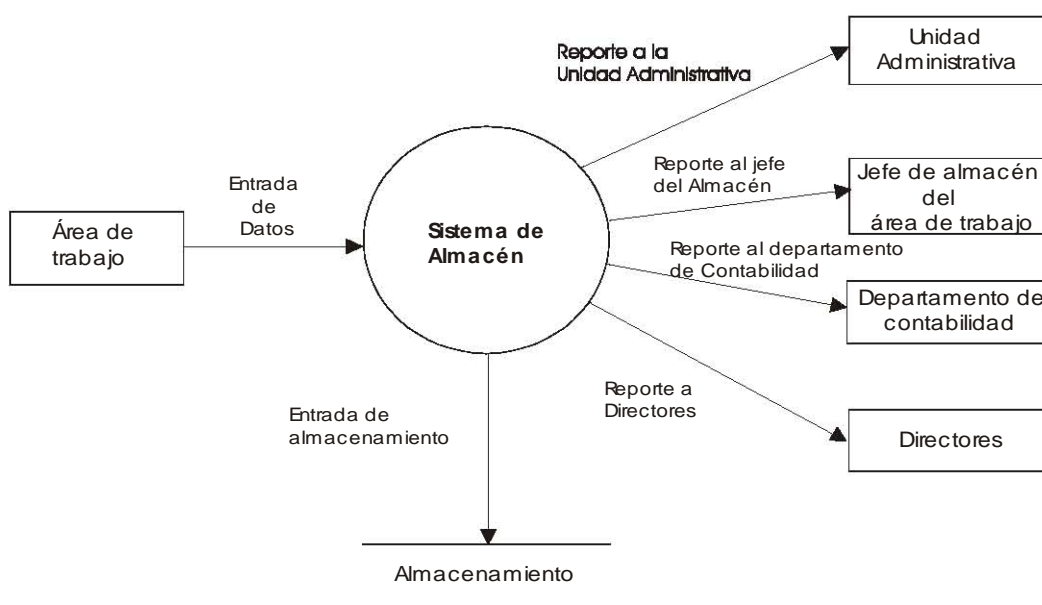 Unidad
Administrativa
Reporte a la
Unidad Administrativa
Reporte al jefe
del Almacén
Jefe de almacén
del
área de trabajo
Entrada
de
Datos
Área de
trabajo
Sistema de
Almacén
Reporte al departamento
de Contabilidad
Departamento de
contabilidad
Reporte a
Directores
Directores
Entrada de
almacenamiento
Almacenamiento